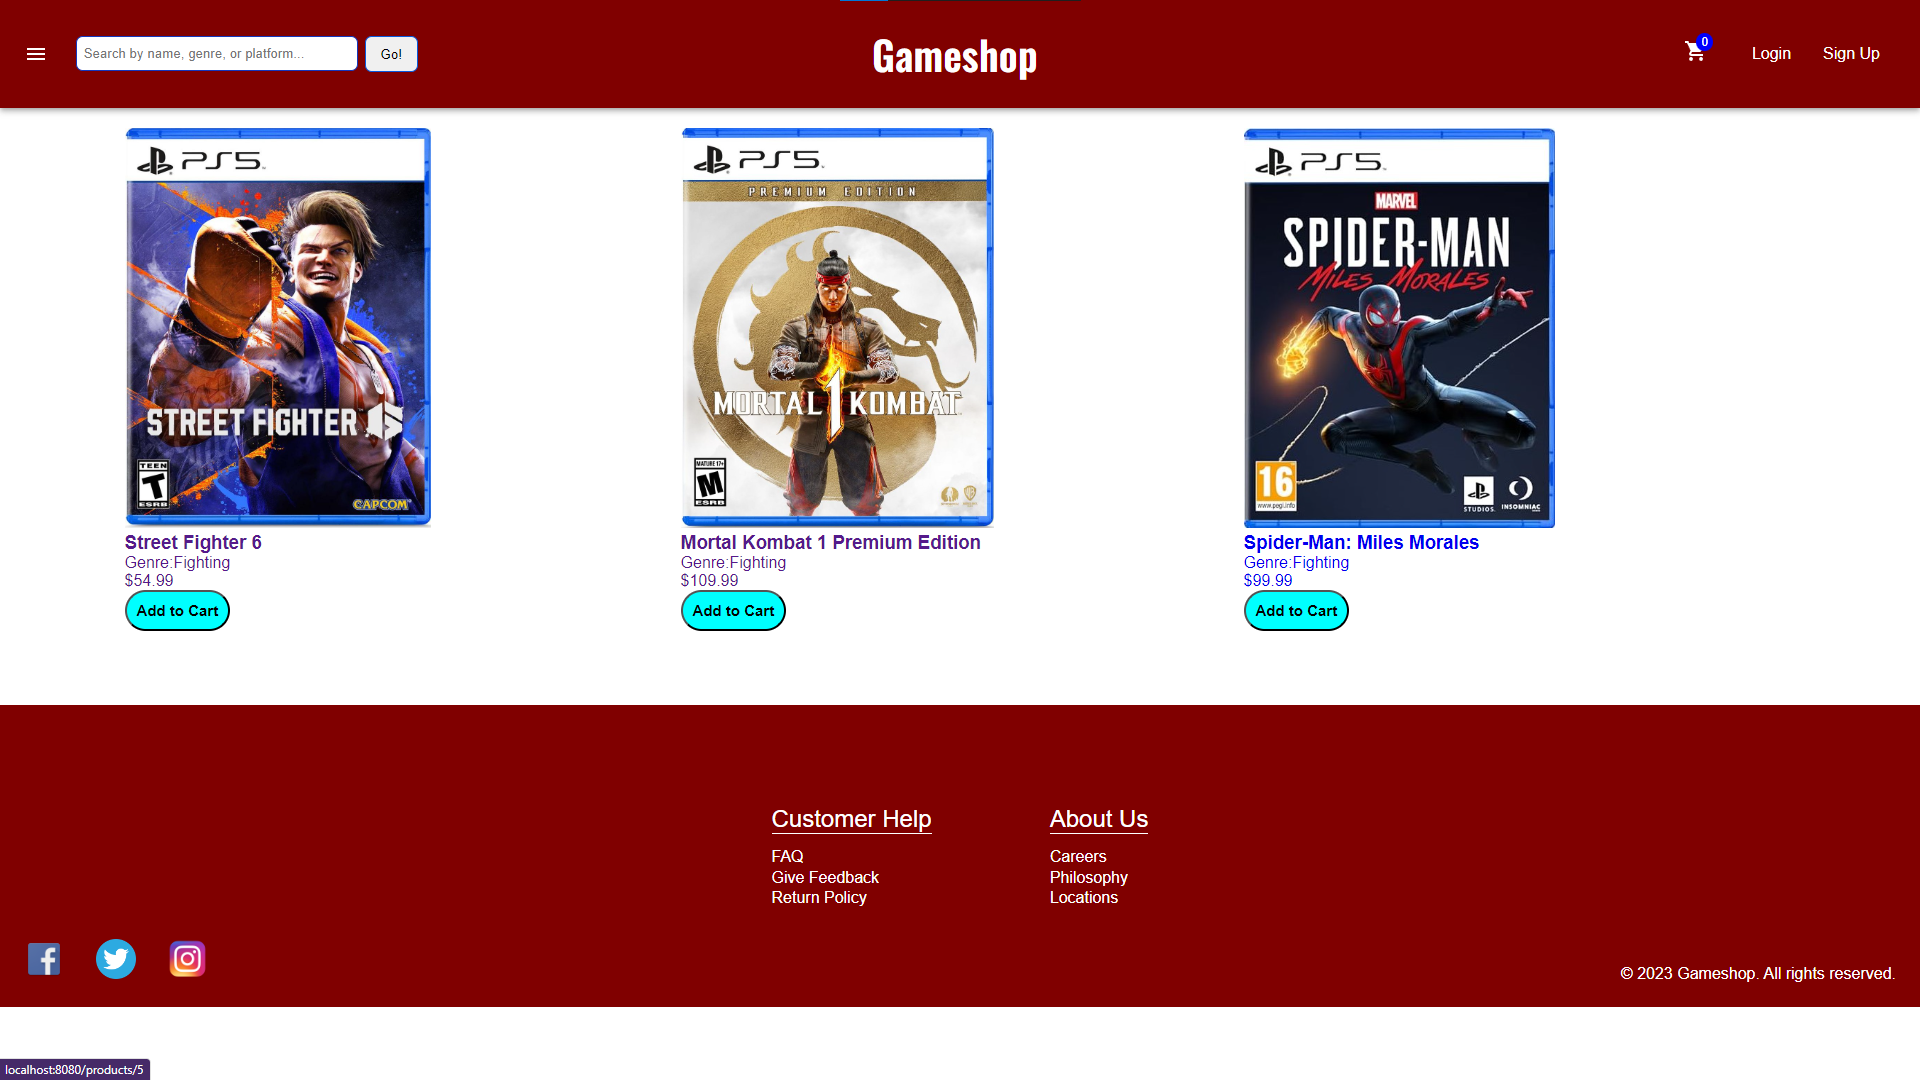 Search by name, genre, or platform...
Go!
Gameshop
0
Login
Sign Up
PS5
STREET FIGHTER 6
TEEN
T
ESRB
CAPCOM
Street Fighter 6
Genre:Fighting
$54.99
Add to Cart
PS5
PREMIUM EDITION
MORTAL KOMBAT 1
MATURE 17+
M
ESRB
Mortal Kombat 1 Premium Edition
Genre:Fighting
$109.99
Add to Cart
PS5
MARVEL
SPIDER-MAN
MILES MORALES
16
www.pegi.info
STUDIOS
INSOMNIAC
Spider-Man: Miles Morales
Genre:Fighting
$99.99
Add to Cart
Customer Help
FAQ
Give Feedback
Return Policy
About Us
Careers
Philosophy
Locations
© 2023 Gameshop. All rights reserved.
localhost:8080/products/5